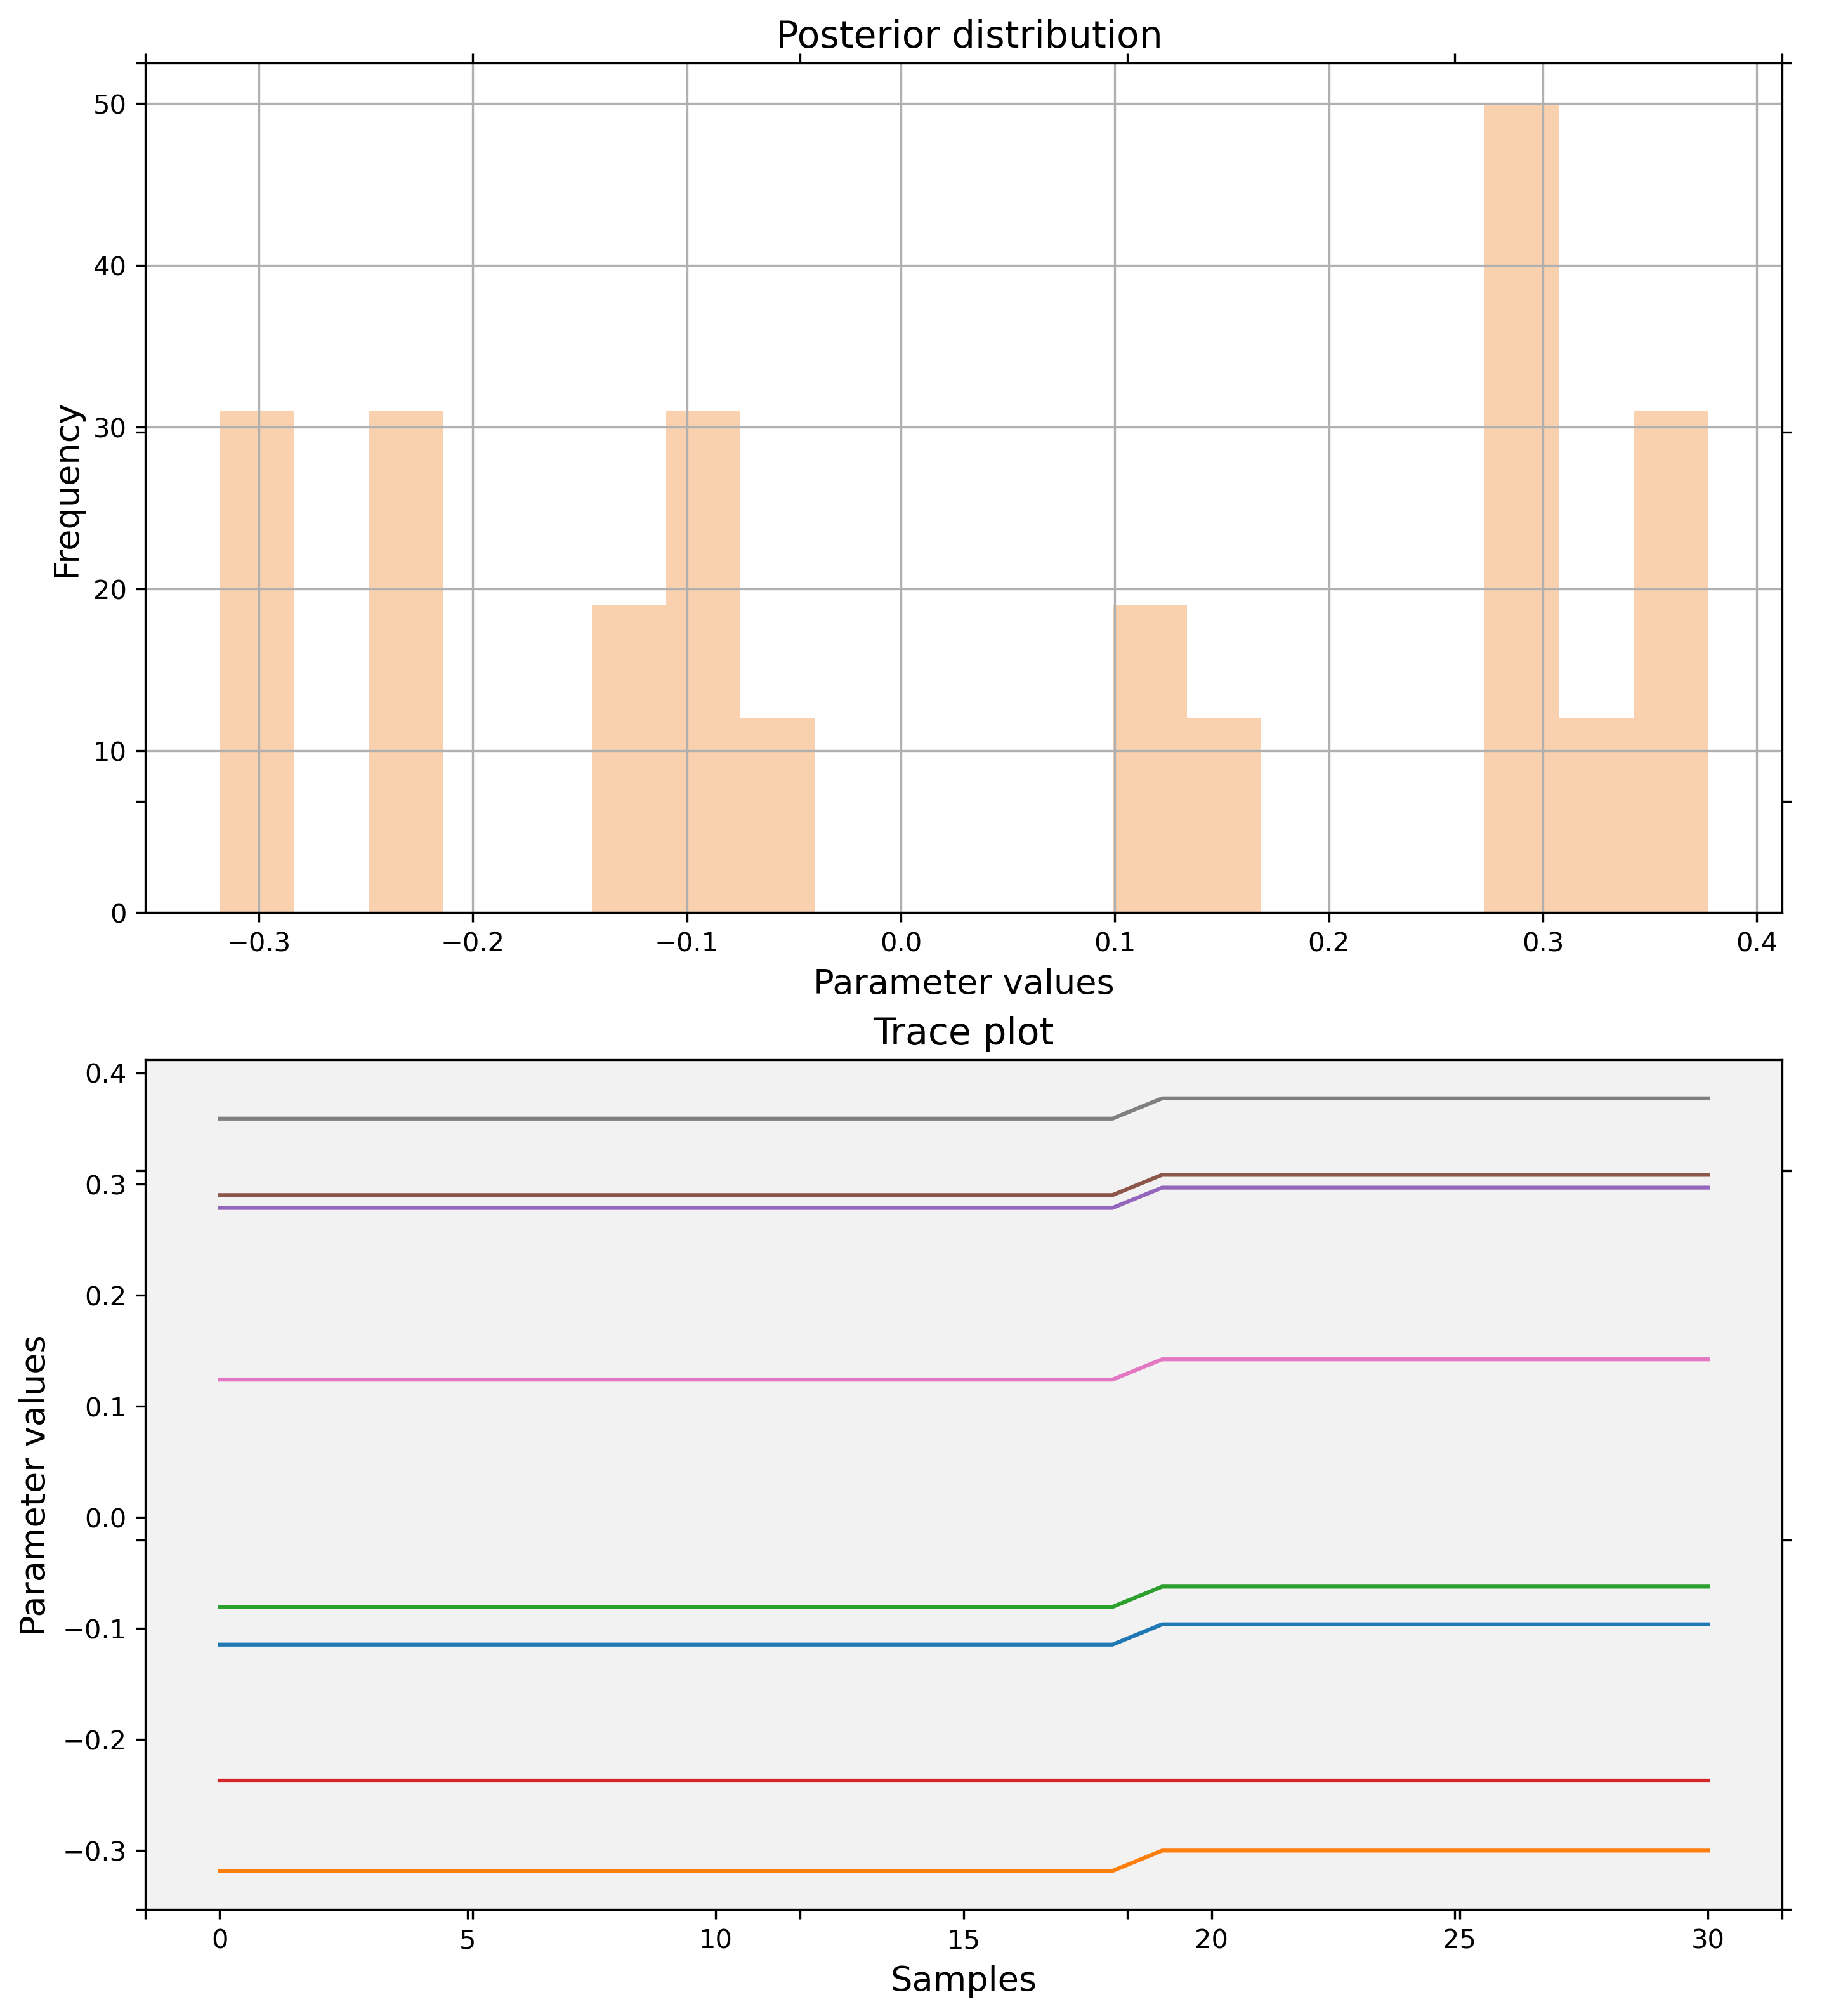 Posterior distribution
50
40
30
20
10
0
Frequency
−0.3 −0.2 −0.1 0.0 0.1 0.2 0.3 0.4
Parameter values
Trace plot
0.4
0.3
0.2
0.1
0.0
−0.1
−0.2
−0.3
Parameter values
0 5 10 15 20 25 30
Samples